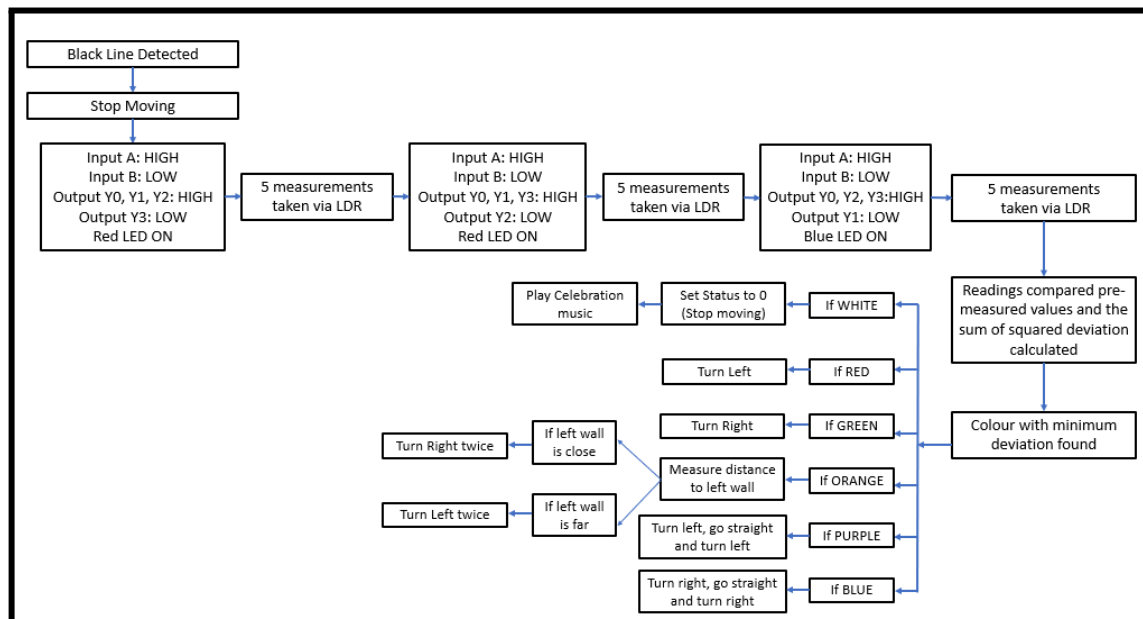 Black Line Detected
Stop Moving
Input A: HIGH
Input B: LOW
Output Y0, Y1, Y2: HIGH
Output Y3: LOW
Red LED ON
5 measurements
taken via LDR
Input A: HIGH
Input B: LOW
Output Y0, Y1, Y3: HIGH
Output Y2: LOW
Red LED ON
5 measurements
taken via LDR
Input A: HIGH
Input B: LOW
Output Y0, Y2, Y3:HIGH
Output Y1: LOW
Blue LED ON
5 measurements
taken via LDR
Readings compared pre-
measured values and the
sum of squared deviation
calculated
Colour with minimum
deviation found
If WHITE
Set Status to 0
(Stop moving)
Play Celebration
music
If RED
Turn Left
If GREEN
Turn Right
If ORANGE
Measure distance
to left wall
If left wall
is close
Turn Right twice
If left wall
is far
Turn Left twice
If PURPLE
Turn left, go straight
and turn left
If BLUE
Turn right, go straight
and turn right